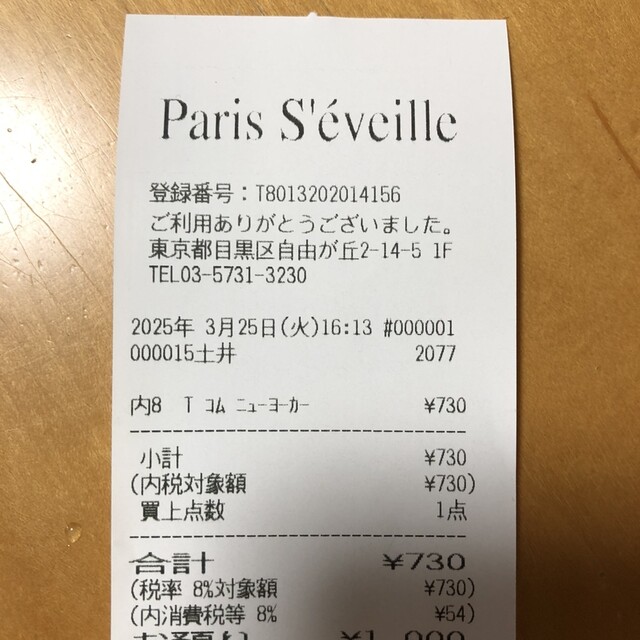 Paris S'éveille
登録番号：T8013202014156
ご利用ありがとうございました。
東京都目黒区自由が丘2-14-5 1F
TEL03-5731-3230
2025年 3月25日(火)16:13 #000001
000015土井 2077
内8 T ｺﾑ ﾆｭｰﾖｰｶｰ ¥730
小計 ¥730
(内税対象額 ¥730)
買上点数 1点
合計 ¥730
(税率 8%対象額 ¥730)
(内消費税等 8% ¥54)